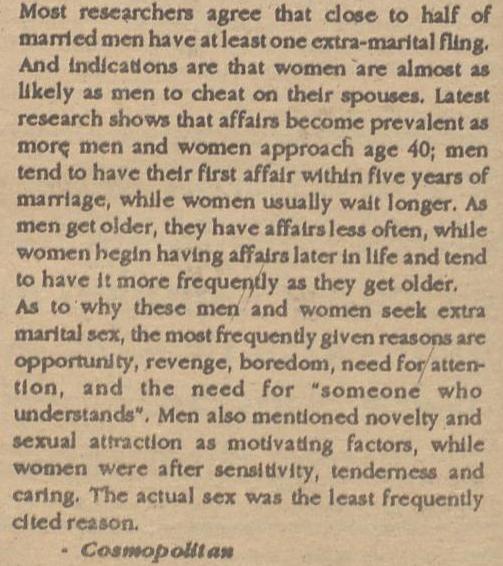 Most researchers agree that close to half of
married men have at least one extra-marital fling.
And indications are that women are almost as
likely as men to cheat on their spouses. Latest
research shows that affairs become prevalent as
more men and women approach age 40; men
tend to have their first affair within five years of
marriage, while women usually wait longer. As
men get older, they have affairs less often, while
women begin having affairs later in life and tend
to have it more frequently as they get older.
As to why these men and women seek extra
marital sex, the most frequently given reasons are
opportunity, revenge, boredom, need for atten-
tion, and the need for "someone who
understands". Men also mentioned novelty and
sexual attraction as motivating factors, while
women were after sensitivity, tenderness and
caring. The actual sex was the least frequently
cited reason.
- Cosmopolitan